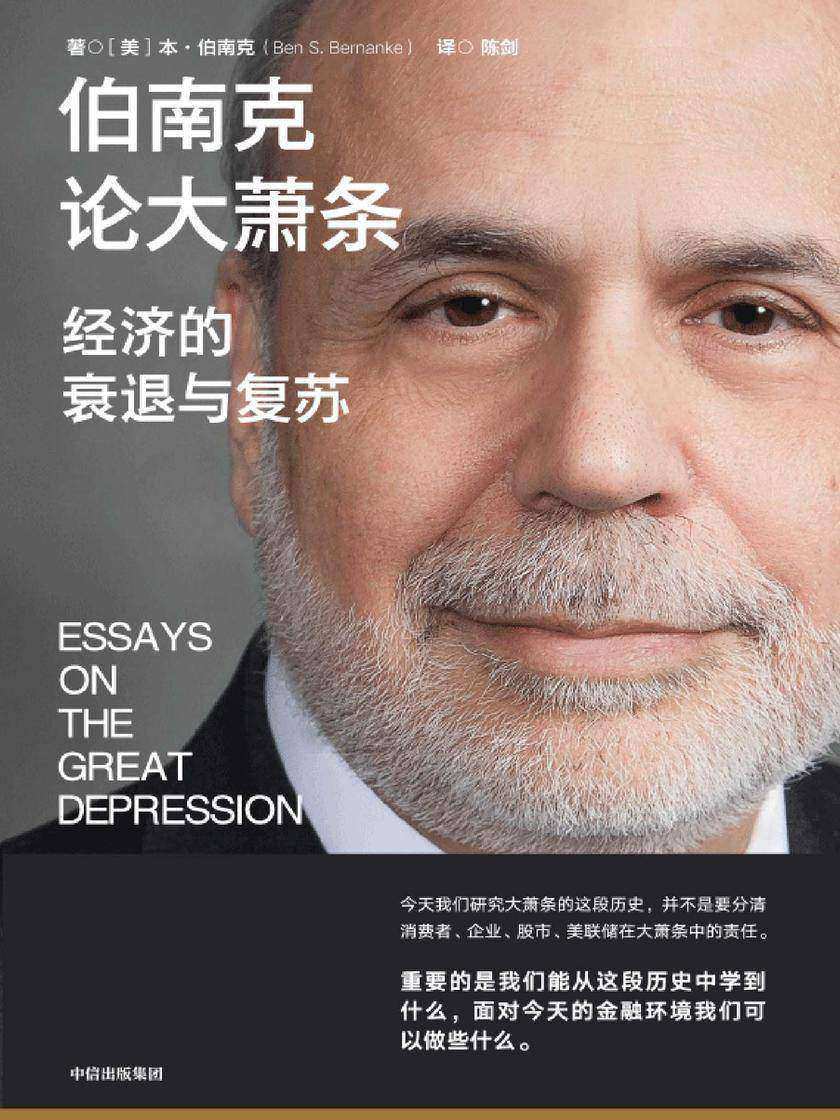 著○[美]本·伯南克（Ben S. Bernanke） 译○ 陈剑
伯南克
论大萧条
经济的
衰退与复苏
ESSAYS
ON
THE
GREAT
DEPRESSION
今天我们研究大萧条的这段历史，并不是要分清
消费者、企业、股市、美联储在大萧条中的责任。
重要的是我们能从这段历史中学到
什么，面对今天的金融环境我们可
以做些什么。
中信出版集团